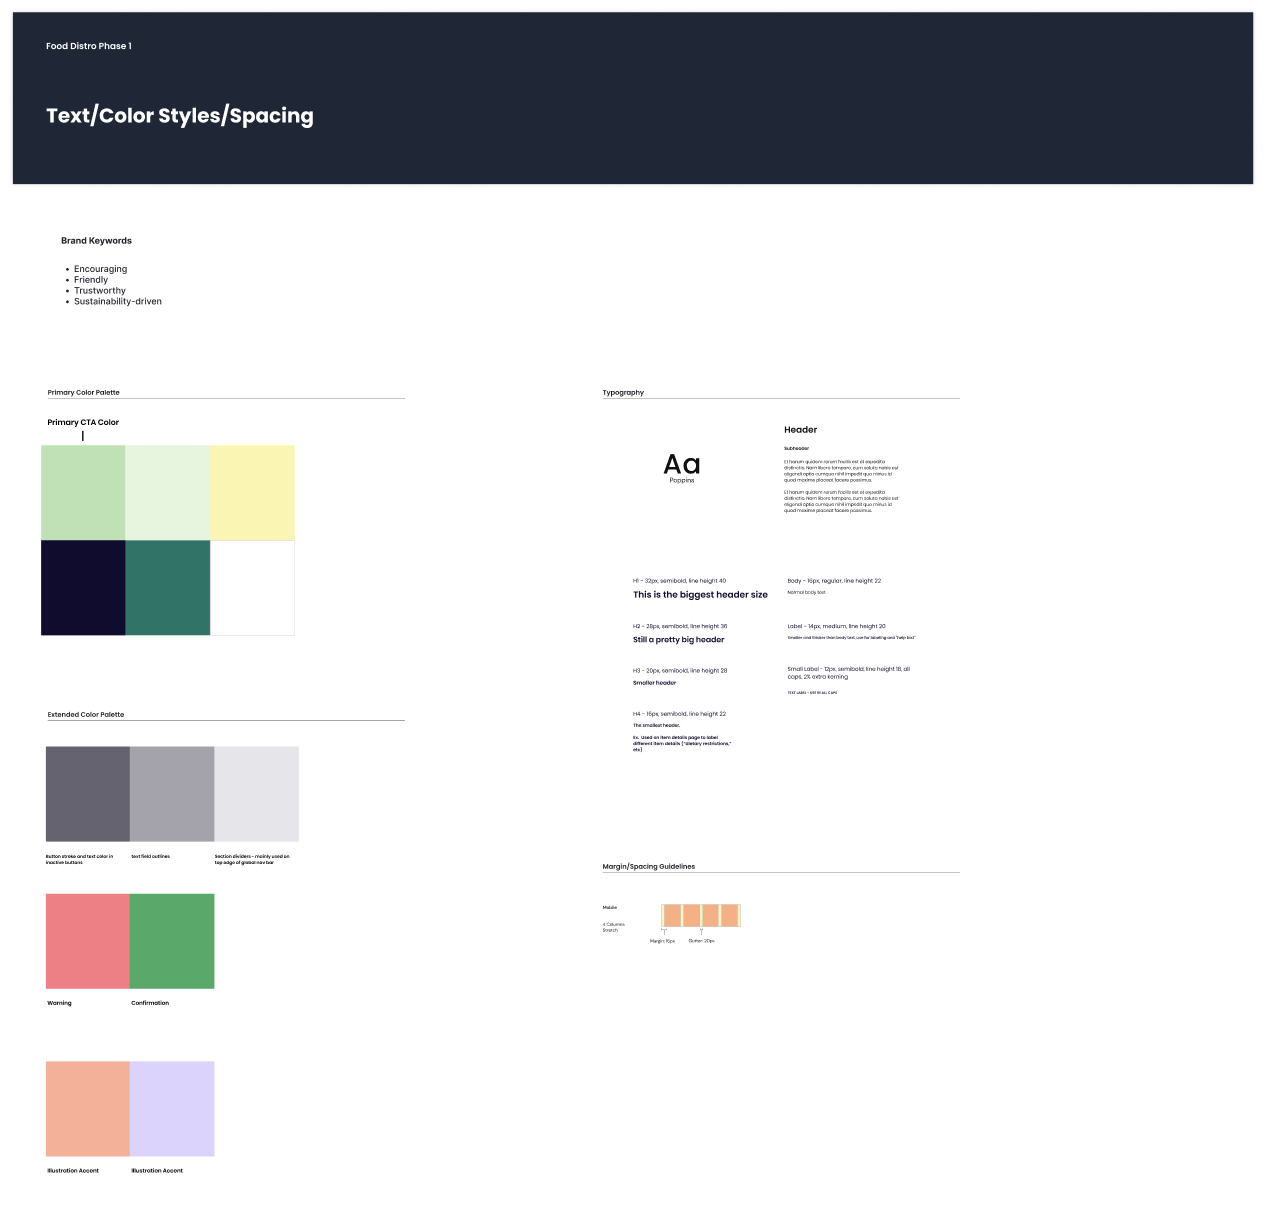 Food Distro Phase 1
Text/Color Styles/Spacing
Brand Keywords
• Encouraging
• Friendly
• Trustworthy
• Sustainability-driven
Primary Color Palette
Primary CTA Color
Extended Color Palette
Button stroke and text color in
inactive buttons
text field outlines
Section dividers - mainly used on
top edge of global nav bar
Warning
Confirmation
Illustration Accent
Illustration Accent
Typography
Aa
Poppins
Header
Subheader
Et harum quidem rerum facilis est et expedita
distinctio. Nam libero tempore, cum soluta nobis est
eligendi optio cumque nihil impedit quo minus id
quod maxime placeat facere possimus.
Et harum quidem rerum facilis est et expedita
distinctio. Nam libero tempore, cum soluta nobis est
eligendi optio cumque nihil impedit quo minus id
quod maxime placeat facere possimus.
H1 - 32px, semibold, line height 40
This is the biggest header size
H2 - 28px, semibold, line height 36
Still a pretty big header
H3 - 20px, semibold, line height 28
Smaller header
H4 - 16px, semibold, line height 22
The smallest header.
Ex. Used on item details page to label
different item details ("dietary restrictions,"
etc)
Body - 16px, regular, line height 22
Normal body text
Label - 14px, medium, line height 20
Smaller and thicker than body text, use for labeling and "help text"
Small Label - 12px, semibold, line height 18, all
caps, 2% extra kerning
TEXT LABEL - USE IN ALL CAPS
Margin/Spacing Guidelines
Mobile
4 Columns
Stretch
Margin: 16px
Gutter: 20px